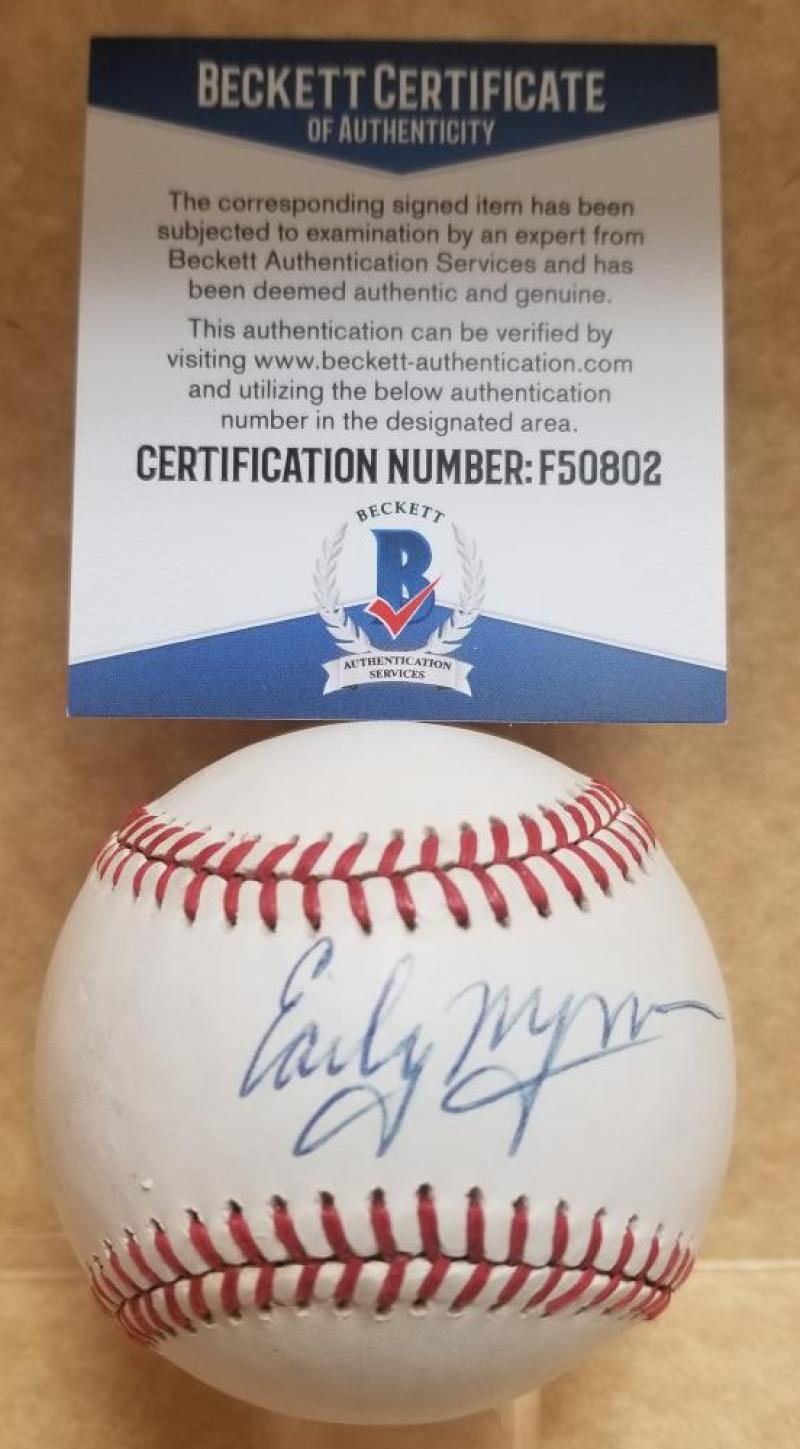 BECKETT CERTIFICATE
OF AUTHENTICITY
The corresponding signed item has been
subjected to examination by an expert from
Beckett Authentication Services and has
been deemed authentic and genuine.
This authentication can be verified by
visiting www.beckett-authentication.com
and utilizing the below authentication
number in the designated area.
CERTIFICATION NUMBER: F50802
BECKETT
B
AUTHENTICATION
SERVICES
Early Wynn